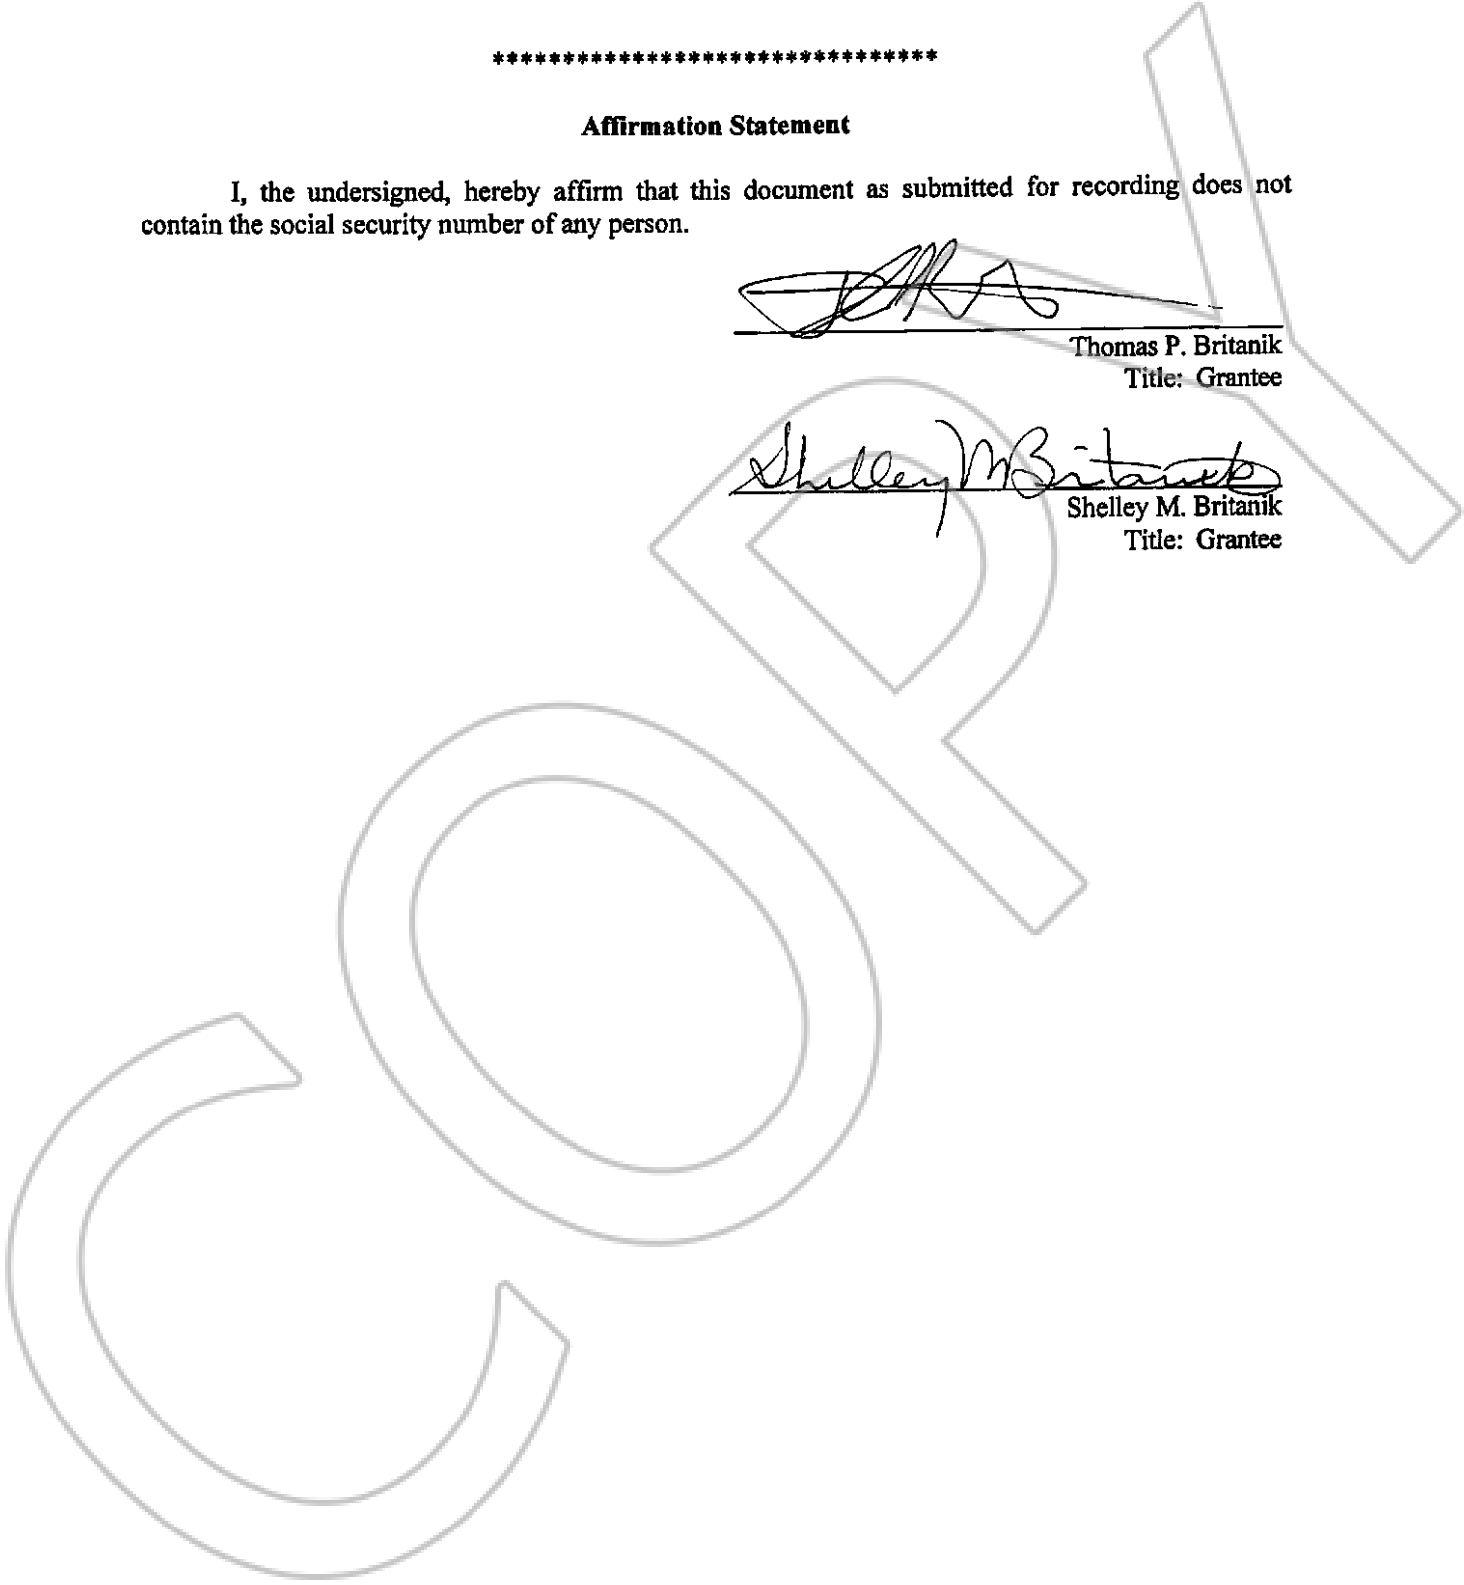 ********************************
Affirmation Statement
I, the undersigned, hereby affirm that this document as submitted for recording does not
contain the social security number of any person.
Thomas P. Britanik
Title: Grantee
Shelley M Britanik
Shelley M. Britanik
Title: Grantee
COPY